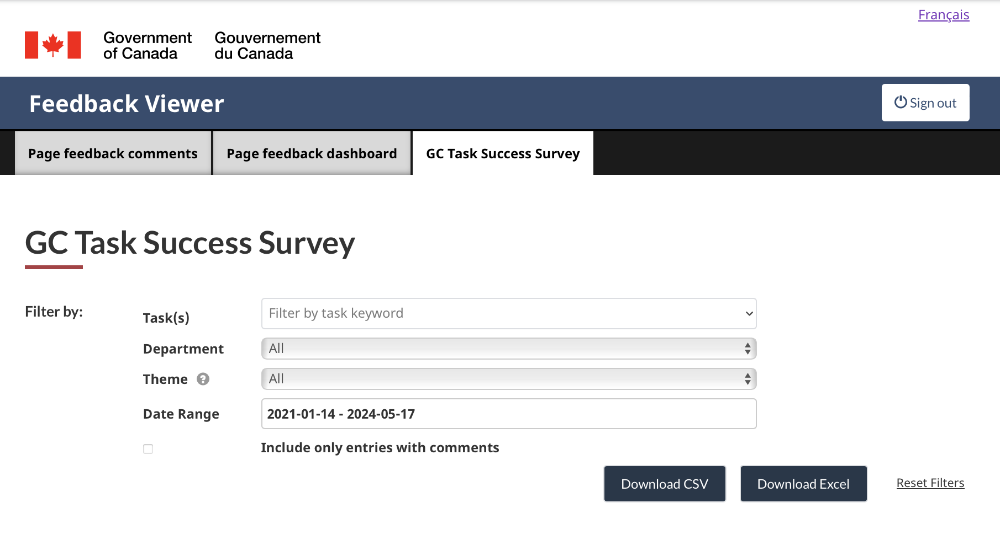 Français
Government of Canada
Gouvernement du Canada
Feedback Viewer
Sign out
Page feedback comments
Page feedback dashboard
GC Task Success Survey
GC Task Success Survey
Filter by:
Task(s)
Filter by task keyword
Department
All
Theme ?
All
Date Range
2021-01-14 - 2024-05-17
Include only entries with comments
Download CSV
Download Excel
Reset Filters